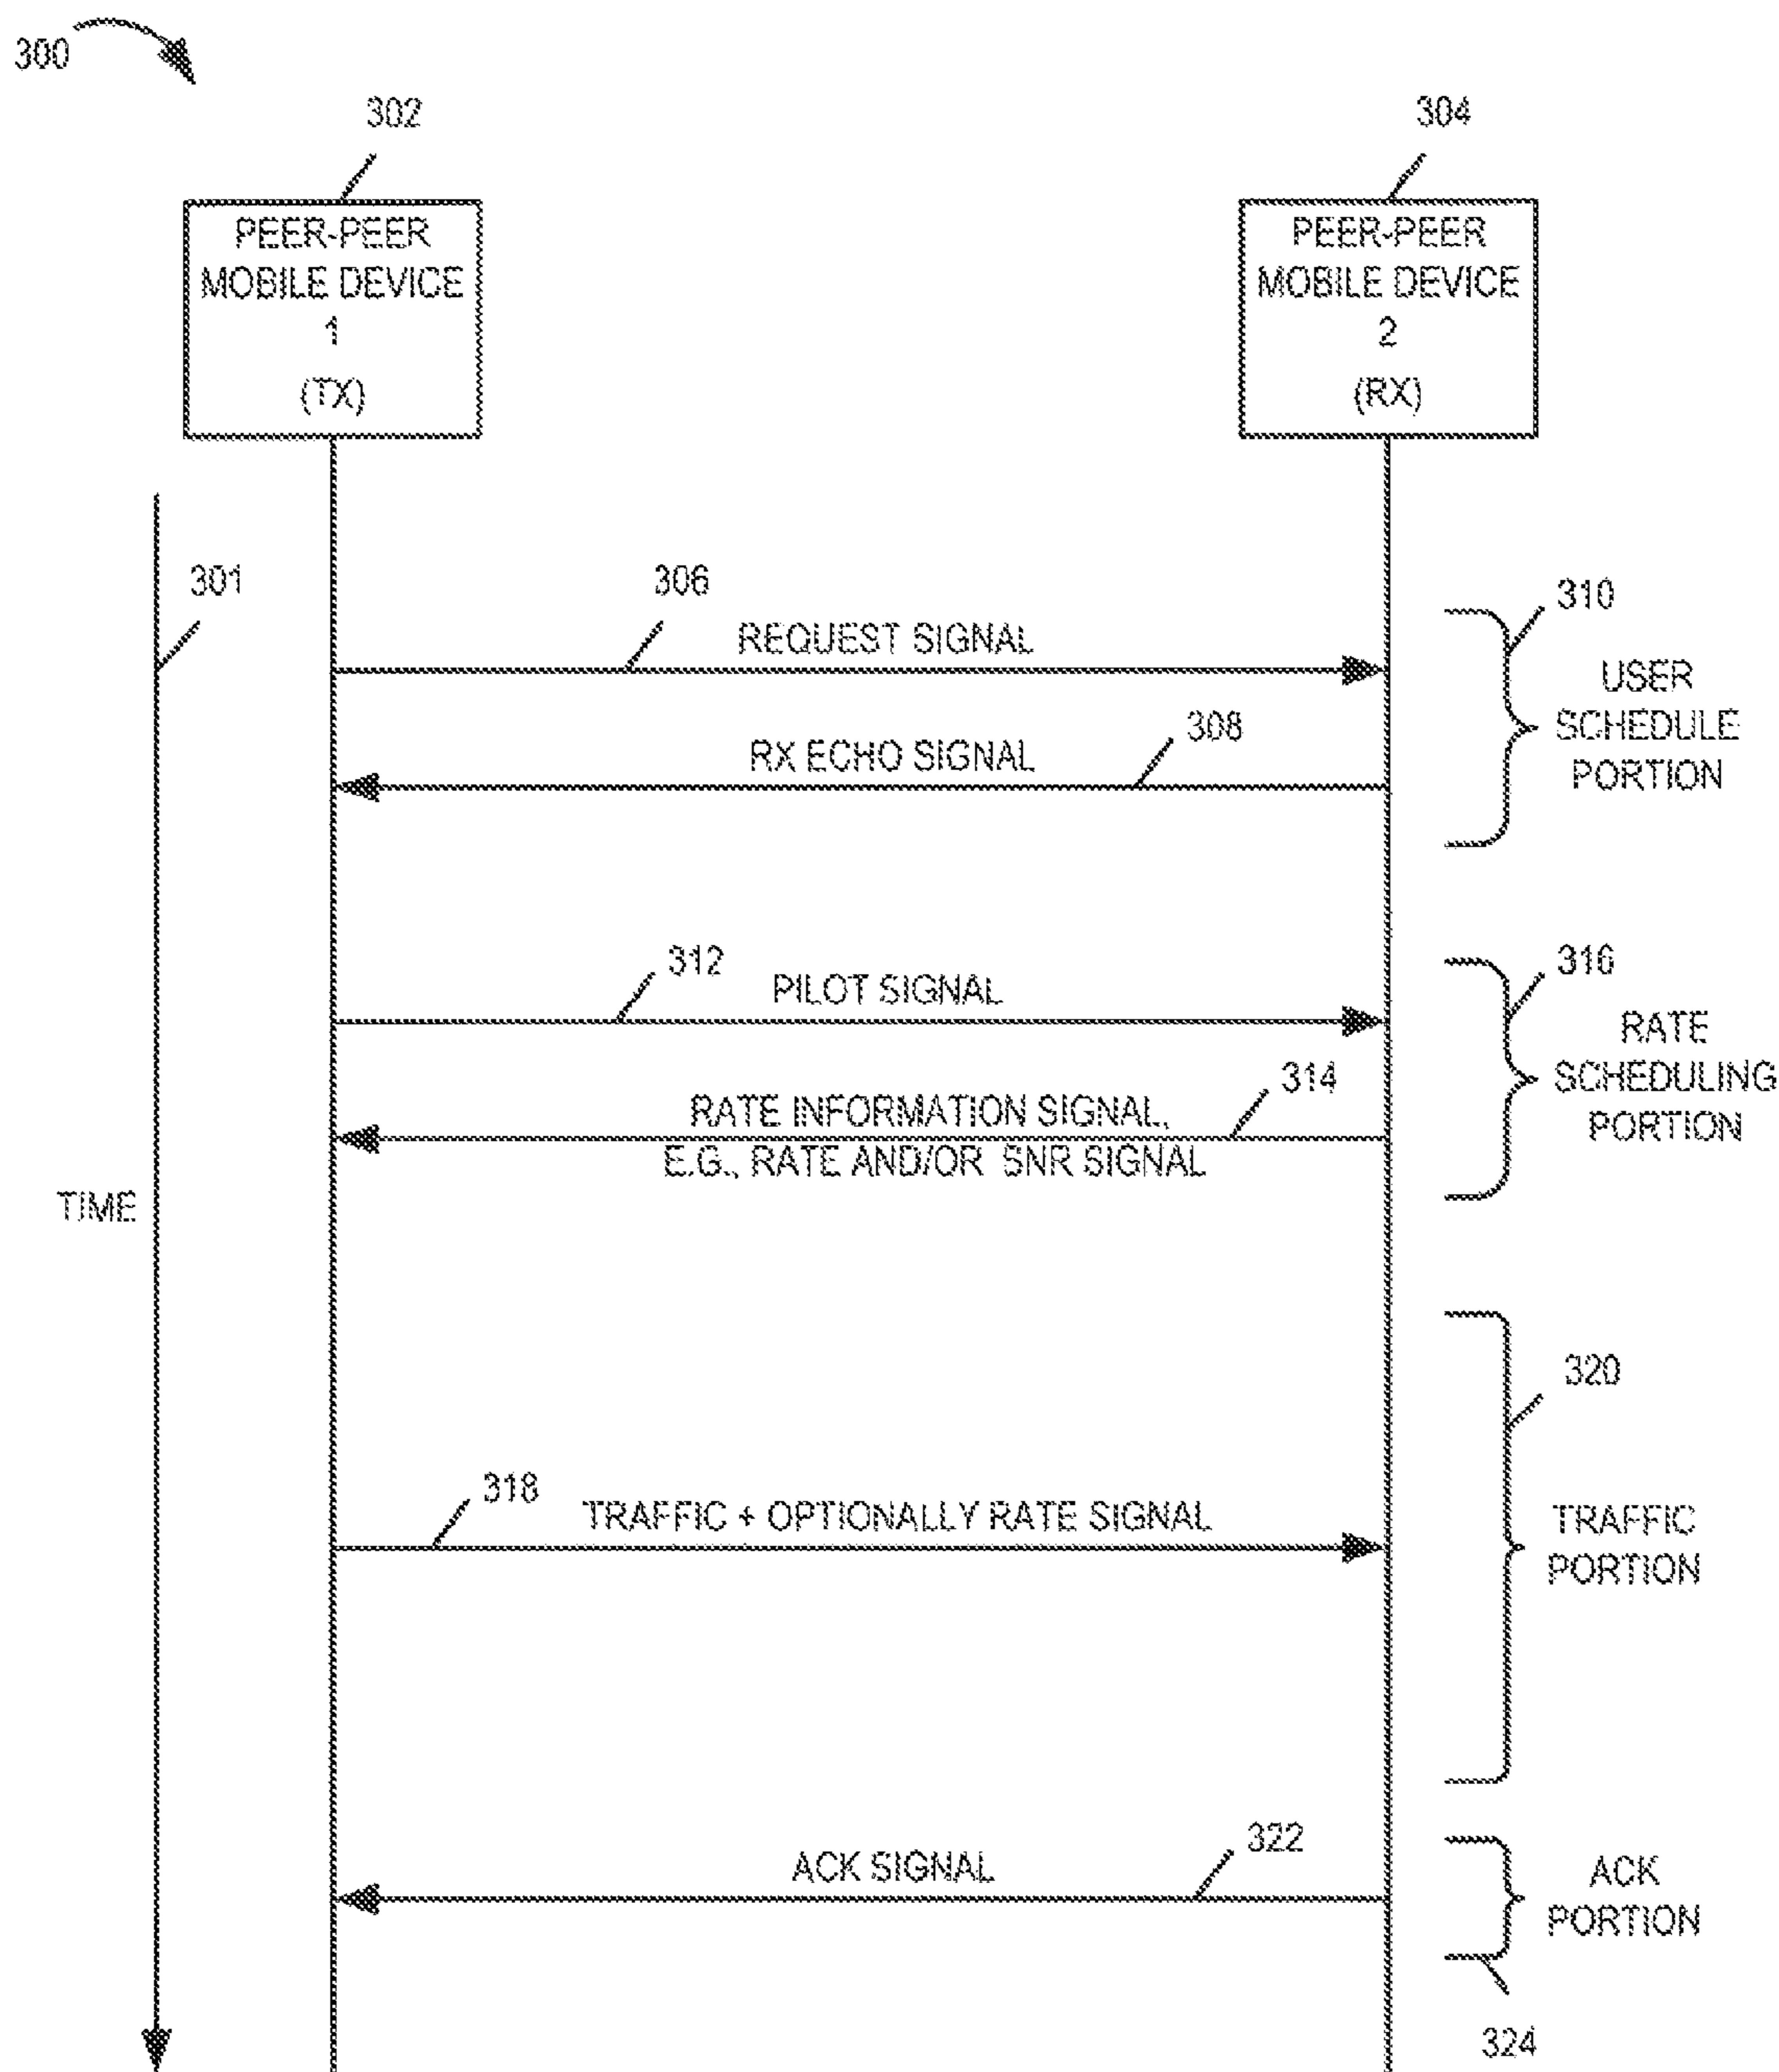 300
302
304
PEER-PEER
MOBILE DEVICE
1
(TX)
PEER-PEER
MOBILE DEVICE
2
(RX)
301
306
REQUEST SIGNAL
310
USER
SCHEDULE
PORTION
308
RX ECHO SIGNAL
312
PILOT SIGNAL
316
RATE
SCHEDULING
PORTION
314
RATE INFORMATION SIGNAL,
E.G., RATE AND/OR SNR SIGNAL
TIME
320
318
TRAFFIC + OPTIONALLY RATE SIGNAL
TRAFFIC
PORTION
322
ACK SIGNAL
ACK
PORTION
324